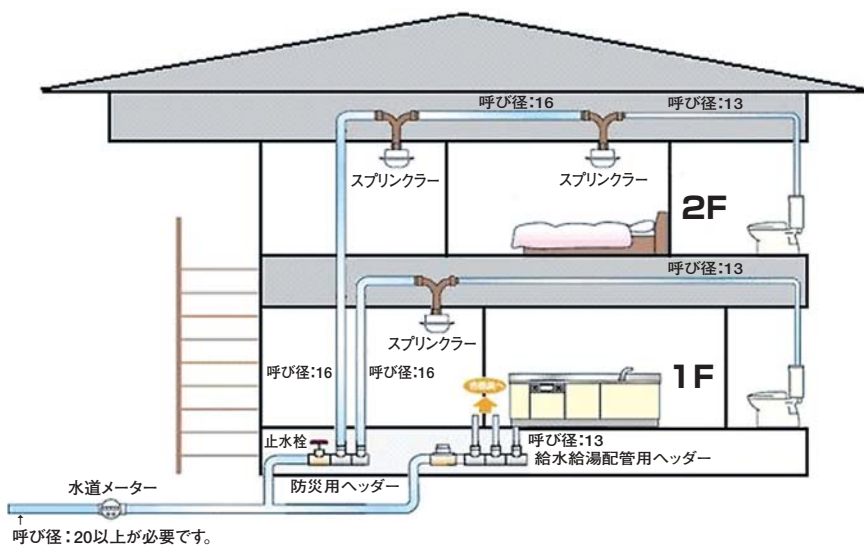 呼び径:16
呼び径:13
スプリンクラー
スプリンクラー
2F
呼び径:13
スプリンクラー
呼び径:16
呼び径:16
1F
止水栓
呼び径:13
給水給湯配管用ヘッダー
水道メーター
防災用ヘッダー
呼び径:20以上が必要です。